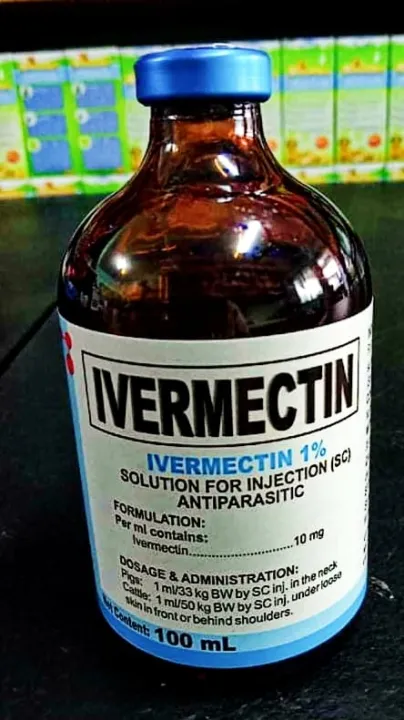 IVERMECTIN
IVERMECTIN 1%
SOLUTION FOR INJECTION (SC)
ANTIPARASITIC
FORMULATION:
Per ml contains:
Ivermectin..........................10 mg
DOSAGE & ADMINISTRATION:
Pigs: 1 ml/33 kg BW by SC inj. in the neck
Cattle: 1 ml/50 kg BW by SC inj. under loose
skin in front or behind shoulders.
Net Content: 100 mL